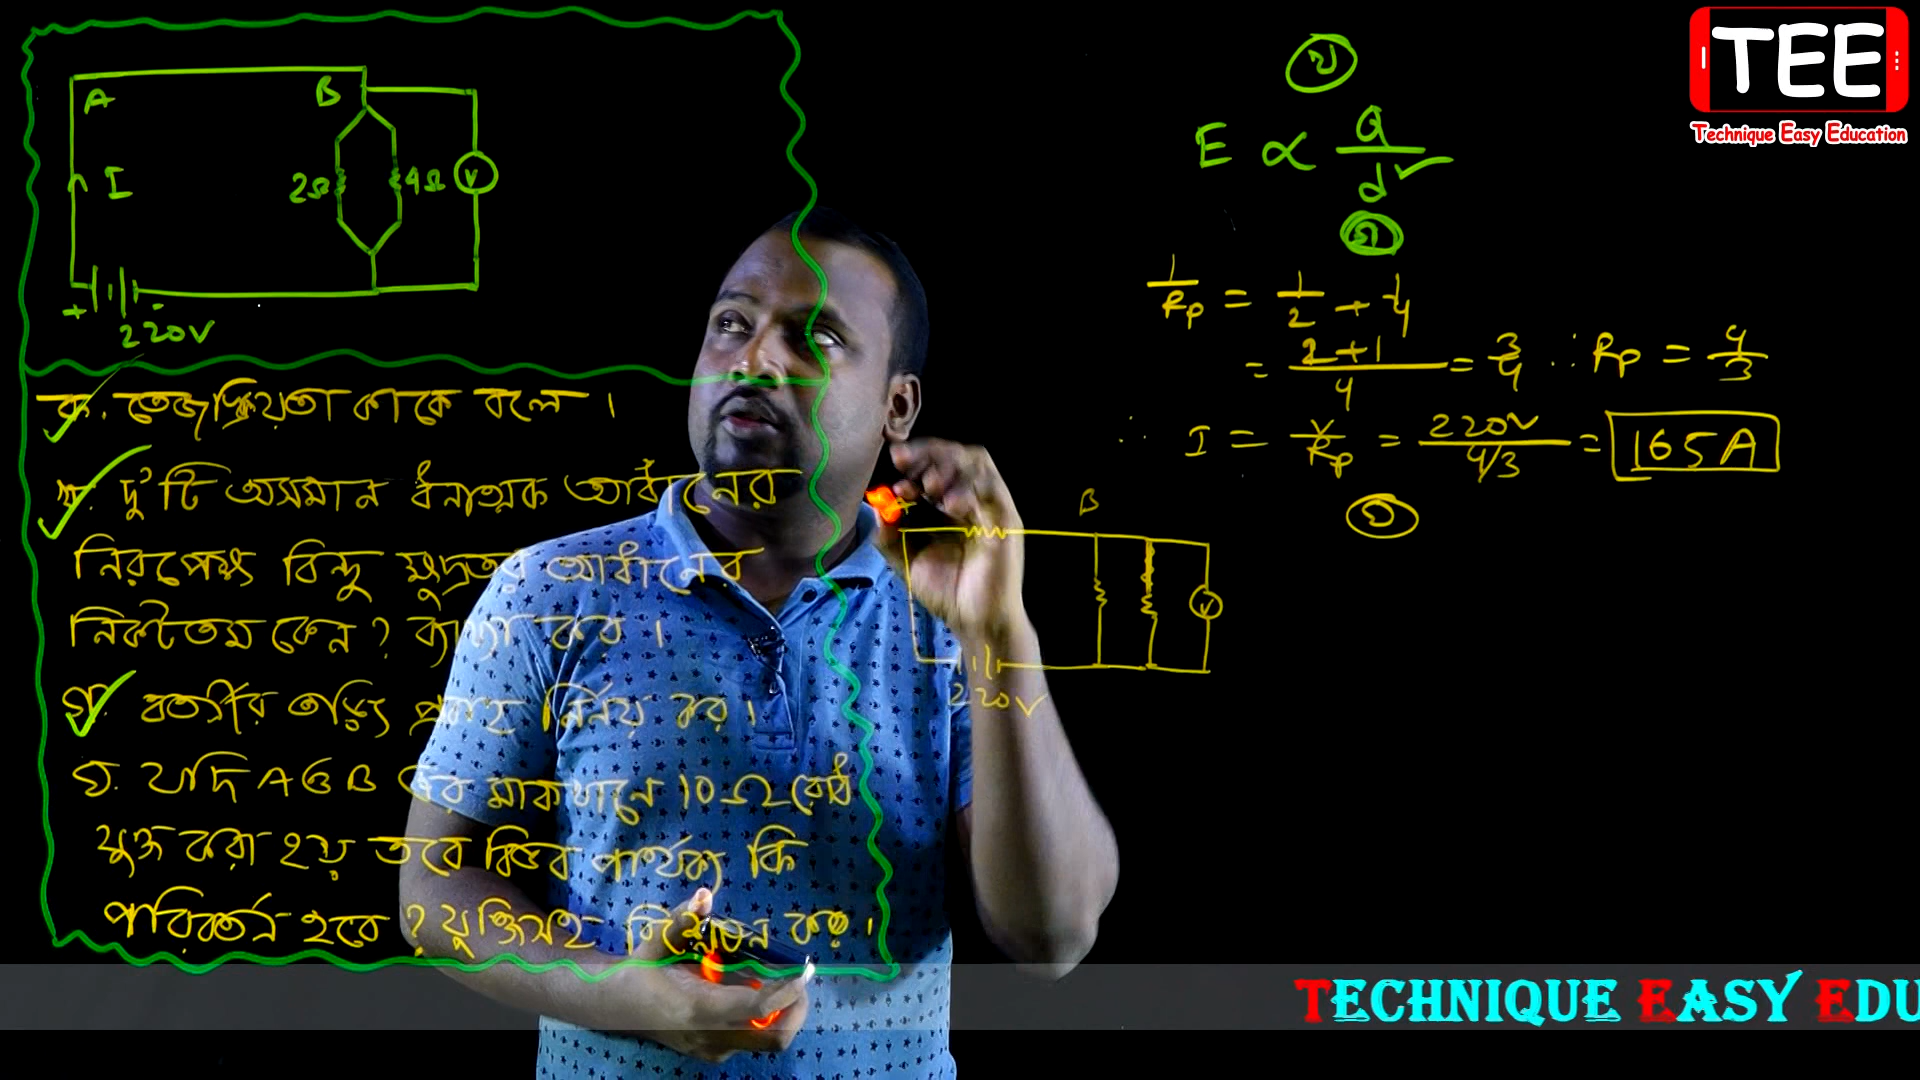 A
B
I
2Ω
4Ω
V
+
-
220V
ক. তেজস্ক্রিয়তা কাকে বলে ।
খ. দু'টি অসমান ধনাত্মক আধানের
নিরপেক্ষ বিন্দু ক্ষুদ্রতর আধানের
নিকটতম কেন ? ব্যাখ্যা কর ।
গ. বর্তনীর তড়িৎ প্রবাহ নির্ণয় কর ।
ঘ. যদি A ও B এর মাঝখানে 10Ω রোধ
যুক্ত করা হয় তবে বিভব পার্থক্য কি
পরিবর্তন হবে ? যুক্তিসহ বিশ্লেষন কর ।
খ
E ∝ Q/d
গ
1/Rp = 1/2 + 1/4
= (2+1)/4 = 3/4 ∴ Rp = 4/3
∴ I = V/Rp = 220V/(4/3) = 165A
ঘ
B
V
220V
TEE
Technique Easy Education
TECHNIQUE EASY EDU